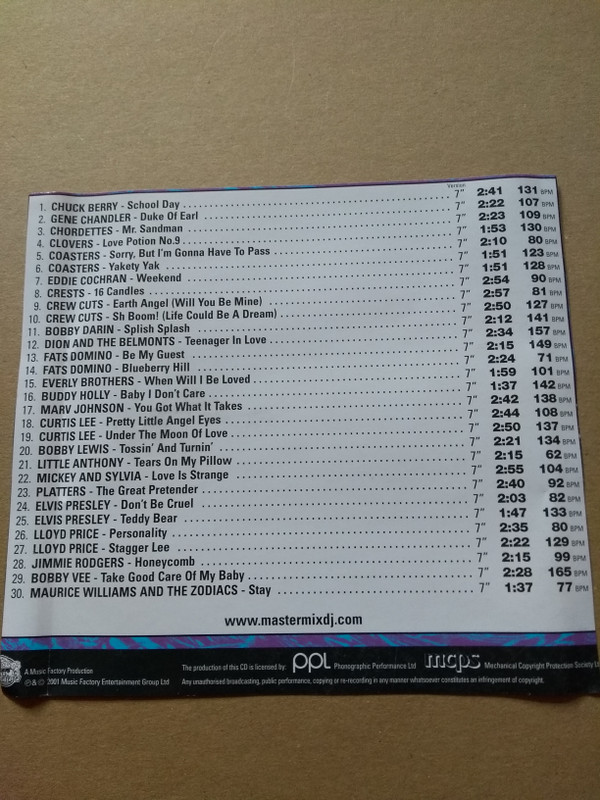 Version
1. CHUCK BERRY - School Day 7" 2:41 131 BPM
2. GENE CHANDLER - Duke Of Earl 7" 2:22 107 BPM
3. CHORDETTES - Mr. Sandman 7" 2:23 109 BPM
4. CLOVERS - Love Potion No.9 7" 1:53 130 BPM
5. COASTERS - Sorry, But I'm Gonna Have To Pass 7" 2:10 80 BPM
6. COASTERS - Yakety Yak 7" 1:51 123 BPM
7. EDDIE COCHRAN - Weekend 7" 1:51 128 BPM
8. CRESTS - 16 Candles 7" 2:54 90 BPM
9. CREW CUTS - Earth Angel (Will You Be Mine) 7" 2:57 81 BPM
10. CREW CUTS - Sh Boom! (Life Could Be A Dream) 7" 2:50 127 BPM
11. BOBBY DARIN - Splish Splash 7" 2:12 141 BPM
12. DION AND THE BELMONTS - Teenager In Love 7" 2:34 157 BPM
13. FATS DOMINO - Be My Guest 7" 2:15 149 BPM
14. FATS DOMINO - Blueberry Hill 7" 2:24 71 BPM
15. EVERLY BROTHERS - When Will I Be Loved 7" 1:59 101 BPM
16. BUDDY HOLLY - Baby I Don't Care 7" 1:37 142 BPM
17. MARV JOHNSON - You Got What It Takes 7" 2:42 138 BPM
18. CURTIS LEE - Pretty Little Angel Eyes 7" 2:44 108 BPM
19. CURTIS LEE - Under The Moon Of Love 7" 2:50 137 BPM
20. BOBBY LEWIS - Tossin' And Turnin' 7" 2:21 134 BPM
21. LITTLE ANTHONY - Tears On My Pillow 7" 2:15 62 BPM
22. MICKEY AND SYLVIA - Love Is Strange 7" 2:55 104 BPM
23. PLATTERS - The Great Pretender 7" 2:40 92 BPM
24. ELVIS PRESLEY - Don't Be Cruel 7" 2:03 82 BPM
25. ELVIS PRESLEY - Teddy Bear 7" 1:47 133 BPM
26. LLOYD PRICE - Personality 7" 2:35 80 BPM
27. LLOYD PRICE - Stagger Lee 7" 2:22 129 BPM
28. JIMMIE RODGERS - Honeycomb 7" 2:15 99 BPM
29. BOBBY VEE - Take Good Care Of My Baby 7" 2:28 165 BPM
30. MAURICE WILLIAMS AND THE ZODIACS - Stay 7" 1:37 77 BPM
www.mastermixdj.com
A Music Factory Production
The production of this CD is licensed by: PPL Phonographic Performance Ltd mcps Mechanical Copyright Protection Society Lt
℗ & © 2001 Music Factory Entertainment Group Ltd
Any unauthorised broadcasting, public performance, copying or re-recording in any manner whatsoever constitutes an infringement of copyright.